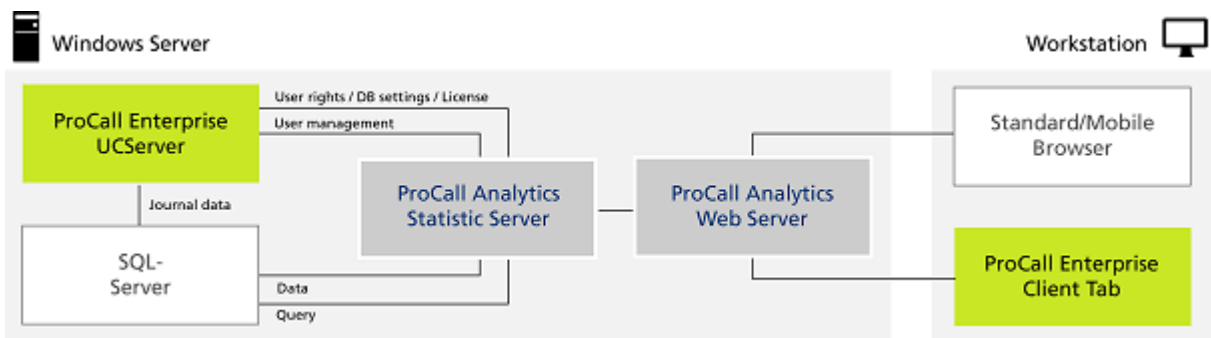 Windows Server
Workstation
ProCall Enterprise
UCServer
User rights / DB settings / License
User management
Journal data
SQL-
Server
Data
Query
ProCall Analytics
Statistic Server
ProCall Analytics
Web Server
Standard/Mobile
Browser
ProCall Enterprise
Client Tab